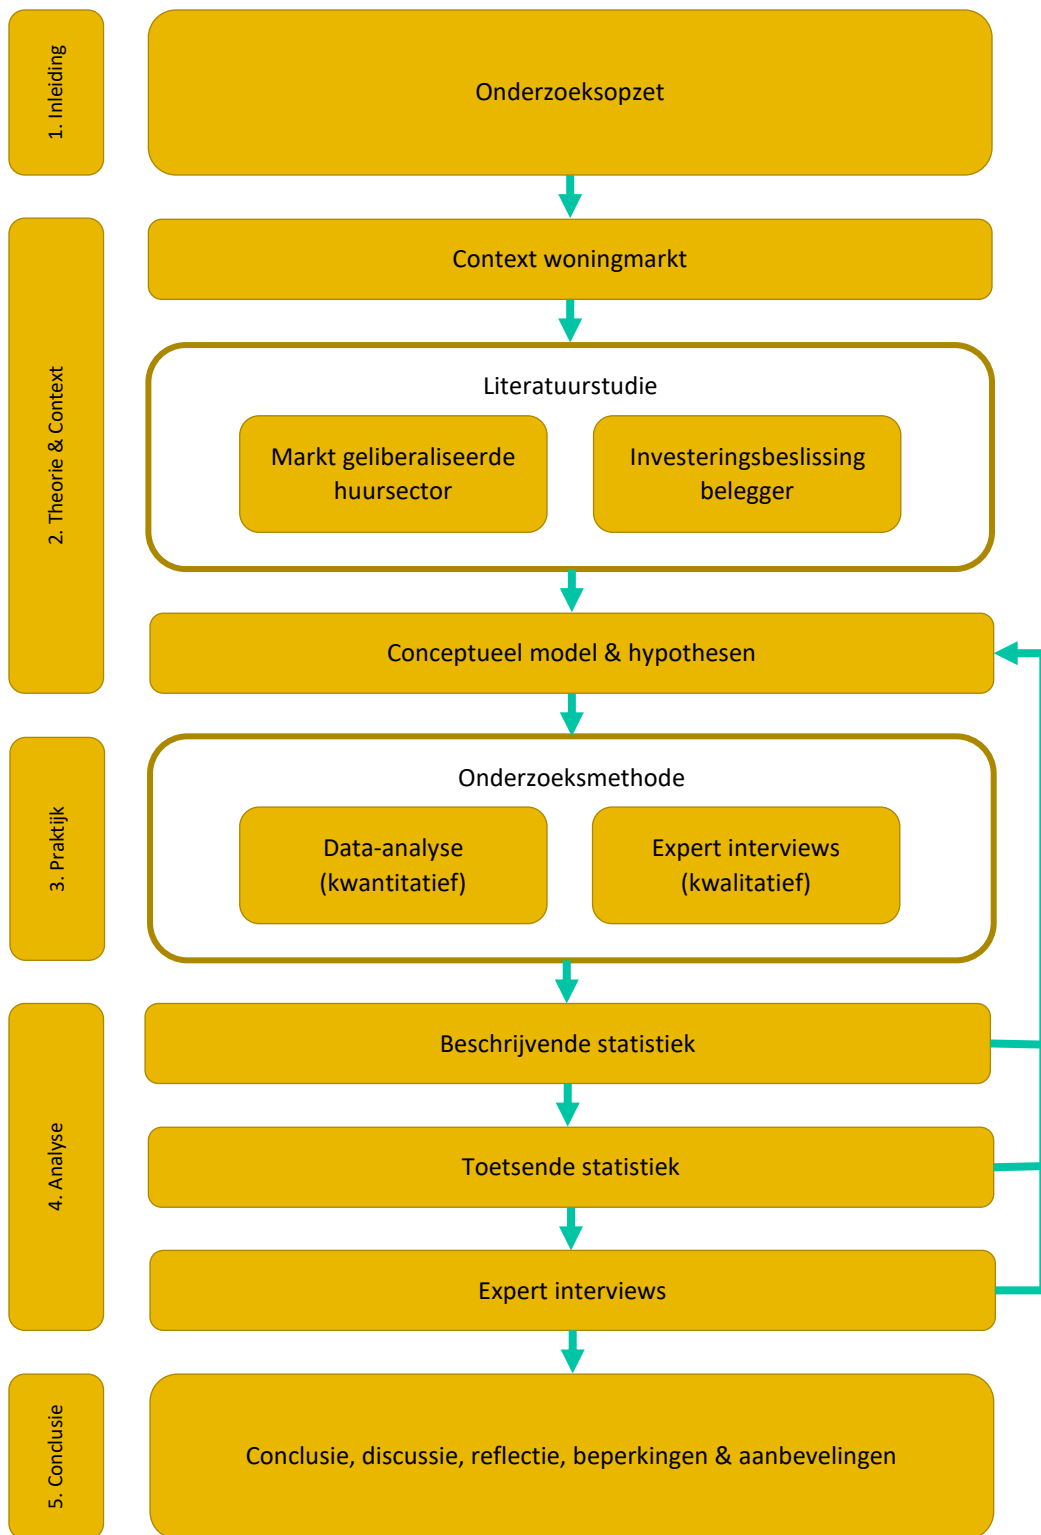 1. Inleiding
Onderzoeksopzet
2. Theorie & Context
Context woningmarkt
Literatuurstudie
Markt geliberaliseerde
huursector
Investeringsbeslissing
belegger
Conceptueel model & hypothesen
3. Praktijk
Onderzoeksmethode
Data-analyse
(kwantitatief)
Expert interviews
(kwalitatief)
4. Analyse
Beschrijvende statistiek
Toetsende statistiek
Expert interviews
5. Conclusie
Conclusie, discussie, reflectie, beperkingen & aanbevelingen